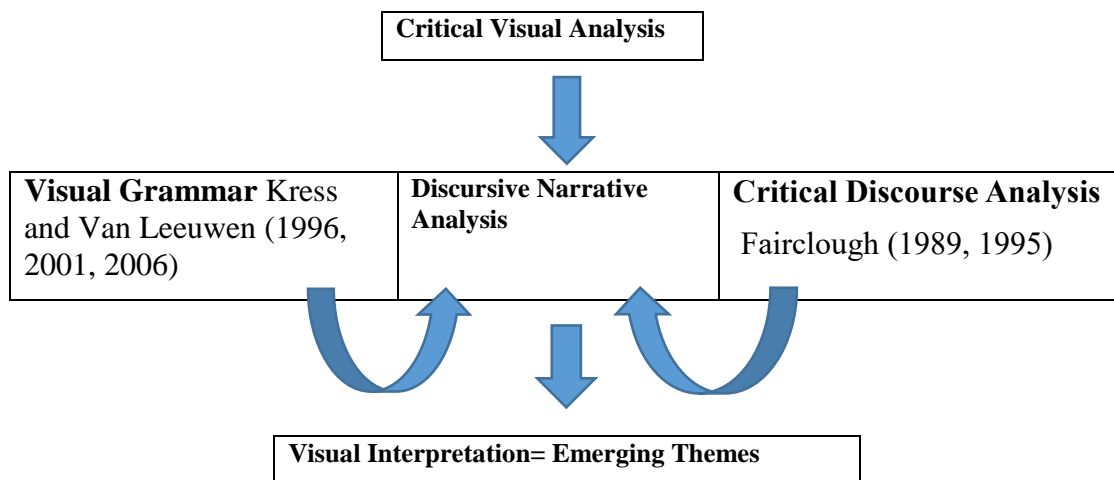 Critical Visual Analysis
Visual Grammar Kress
and Van Leeuwen (1996,
2001, 2006)
Discursive Narrative
Analysis
Critical Discourse Analysis
Fairclough (1989, 1995)
Visual Interpretation= Emerging Themes